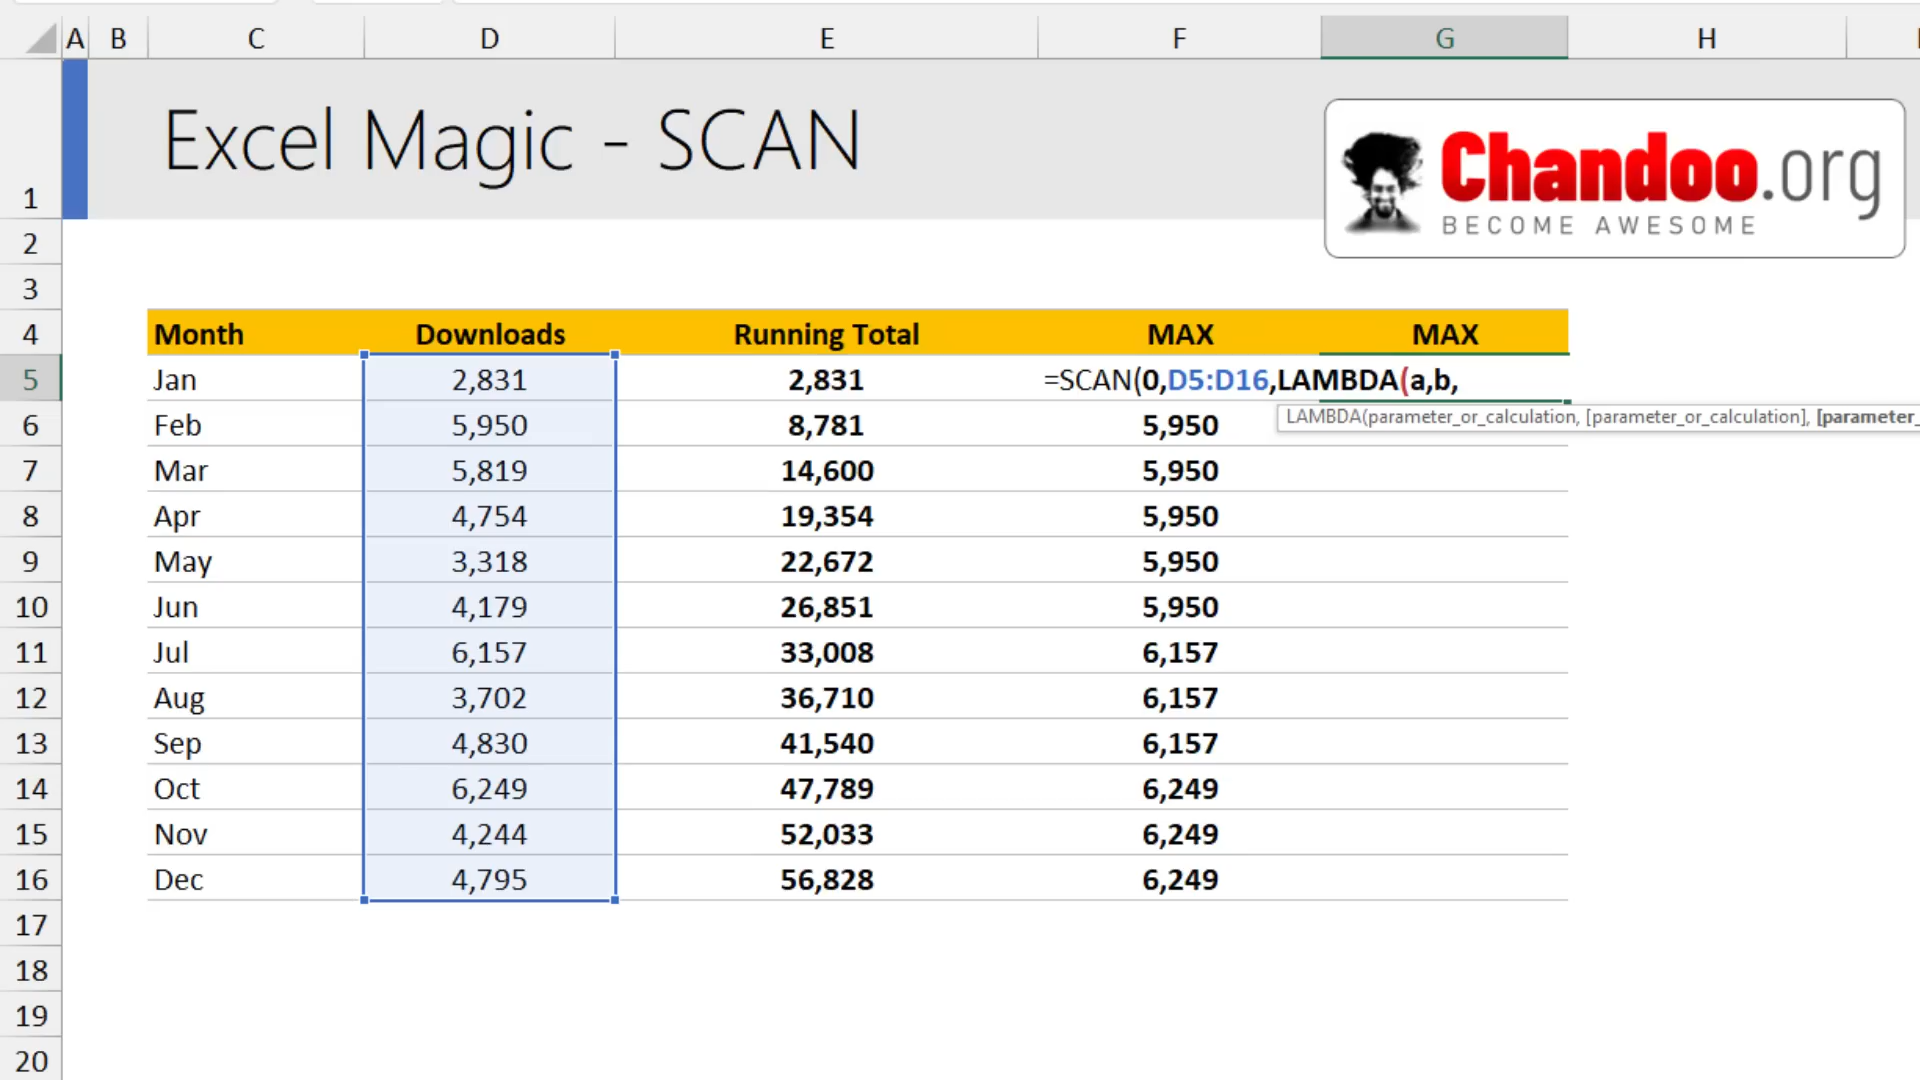 A B C D E F G H
1 Excel Magic - SCAN
Chandoo.org
BECOME AWESOME
2
3
4 Month Downloads Running Total MAX MAX
5 Jan 2,831 2,831 =SCAN(0,D5:D16,LAMBDA(a,b,
LAMBDA(parameter_or_calculation, [parameter_or_calculation], [parameter_
6 Feb 5,950 8,781 5,950
7 Mar 5,819 14,600 5,950
8 Apr 4,754 19,354 5,950
9 May 3,318 22,672 5,950
10 Jun 4,179 26,851 5,950
11 Jul 6,157 33,008 6,157
12 Aug 3,702 36,710 6,157
13 Sep 4,830 41,540 6,157
14 Oct 6,249 47,789 6,249
15 Nov 4,244 52,033 6,249
16 Dec 4,795 56,828 6,249
17
18
19
20